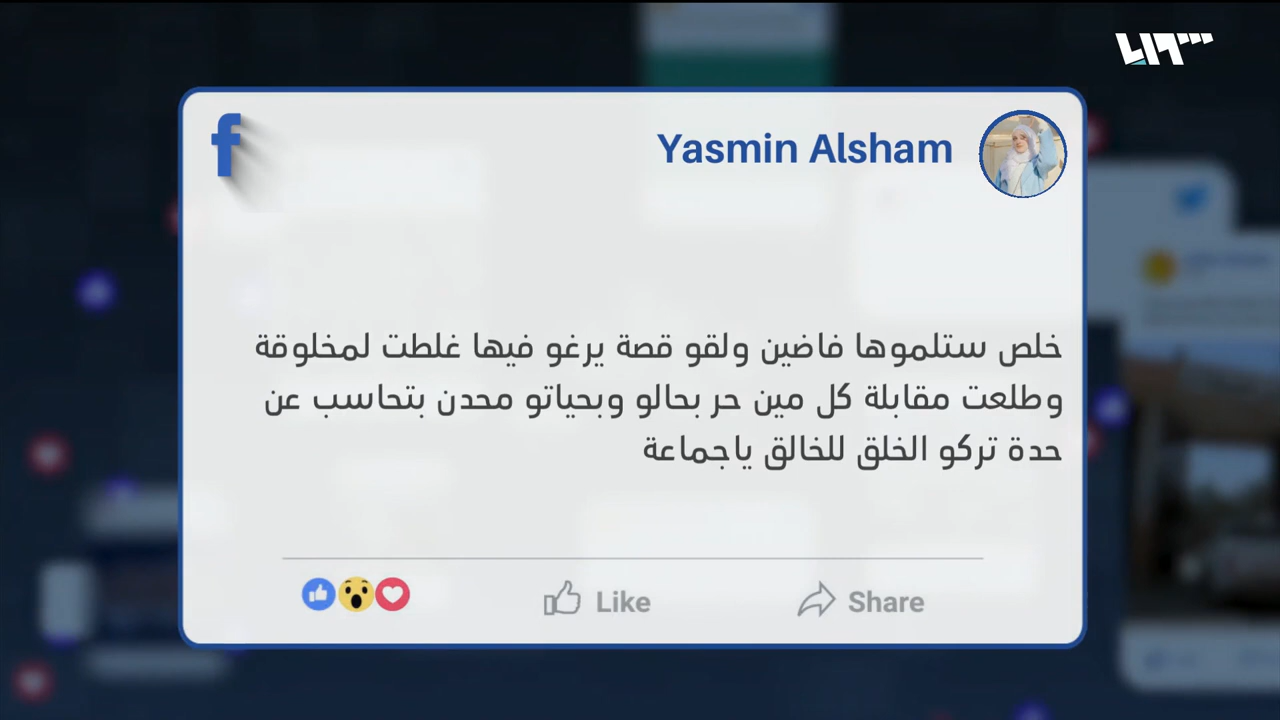 Yasmin Alsham
خلص ستلموها فاضين ولقو قصة يرغو فيها غلطت لمخلوقة
وطلعت مقابلة كل مين حر بحالو وبحياتو محدن بتحاسب عن
حدة تركو الخلق للخالق ياجماعة
Like
Share